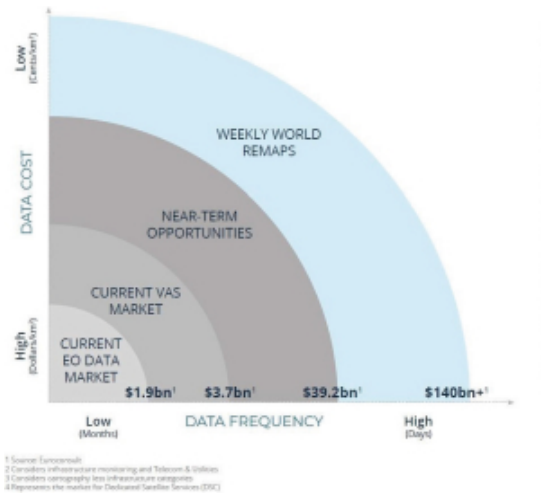 Low
(Cents/km²)
DATA COST
High
(Dollars/km²)
WEEKLY WORLD
REMAPS
NEAR-TERM
OPPORTUNITIES
CURRENT VAS
MARKET
CURRENT
EO DATA
MARKET
$1.9bn¹
$3.7bn¹
$39.2bn¹
$140bn+¹
Low
(Months)
DATA FREQUENCY
High
(Days)
1 Source: Euroconsult
2 Considers infrastructure monitoring and Telecom & Utilities
3 Considers cartography less infrastructure categories
4 Represents the market for Dedicated Satellite Services (DSC)